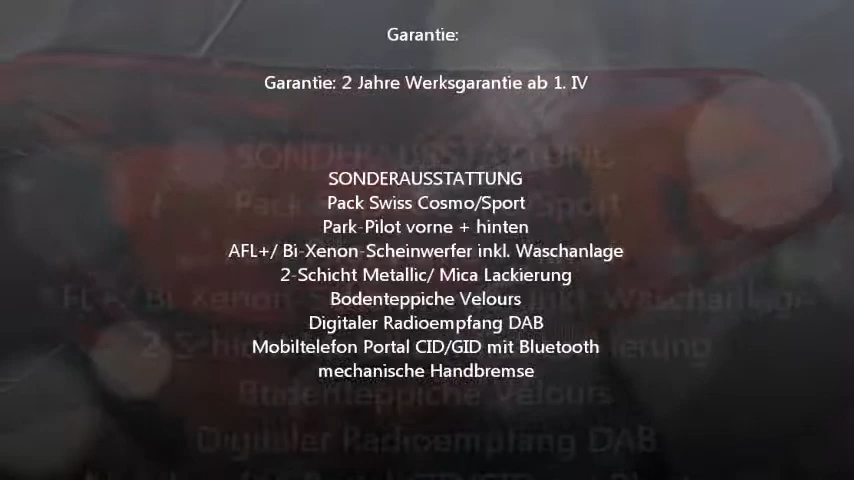 Garantie:
Garantie: 2 Jahre Werksgarantie ab 1. IV
SONDERAUSSTATTUNG
Pack Swiss Cosmo/Sport
Park-Pilot vorne + hinten
AFL+/ Bi-Xenon-Scheinwerfer inkl. Waschanlage
2-Schicht Metallic/ Mica Lackierung
Bodenteppiche Velours
Digitaler Radioempfang DAB
Mobiltelefon Portal CID/GID mit Bluetooth
mechanische Handbremse